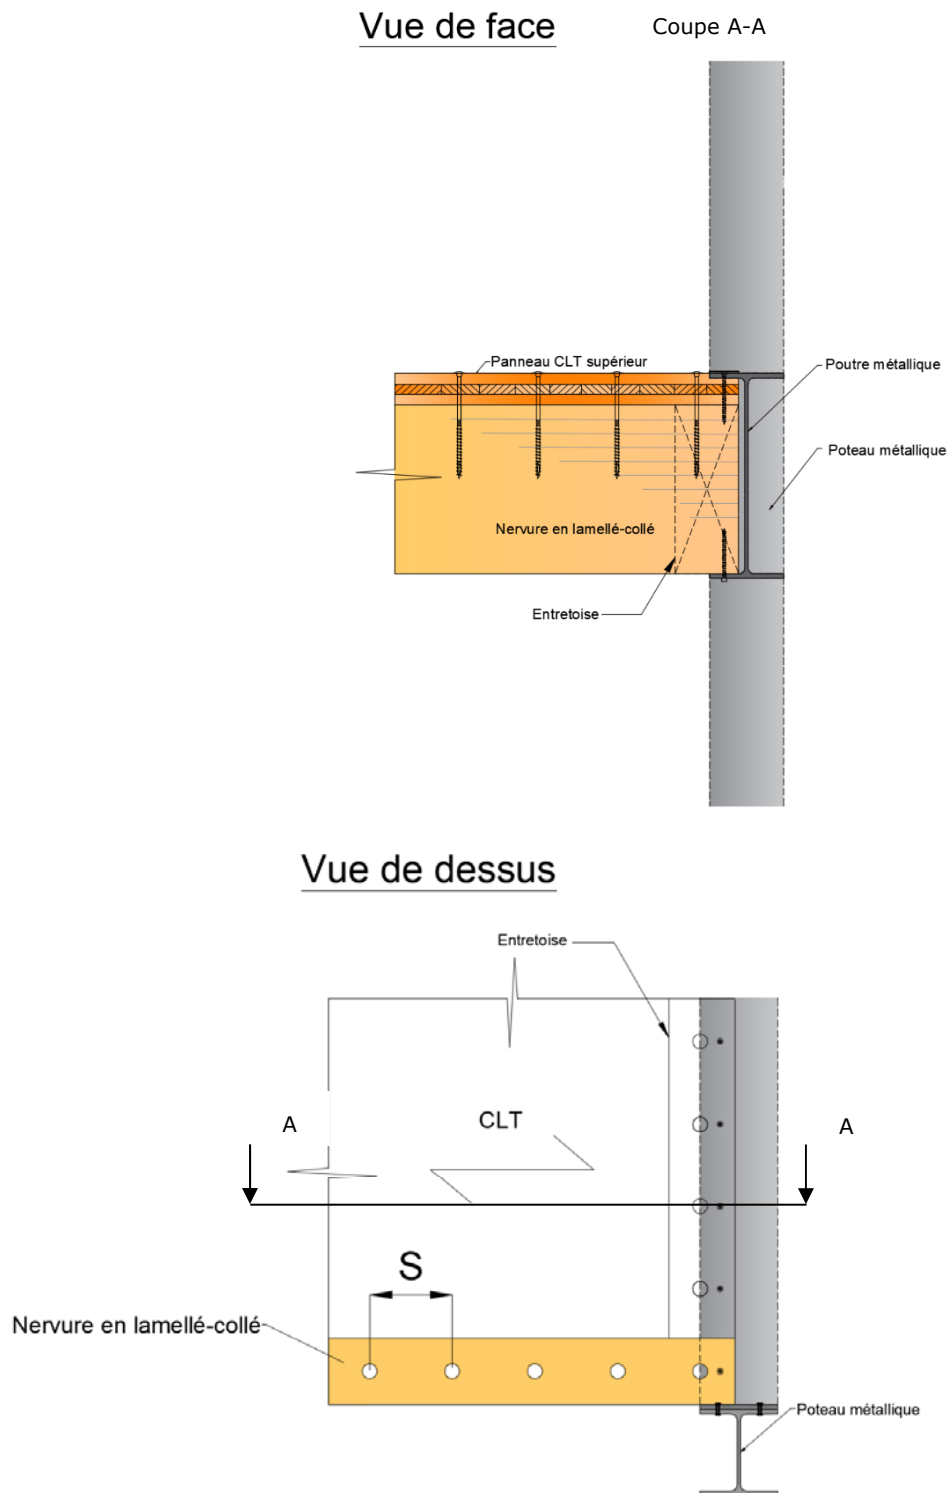 Vue de face
Coupe A-A
Panneau CLT supérieur
Poutre métallique
Poteau métallique
Nervure en lamellé-collé
Entretoise
Vue de dessus
Entretoise
A
CLT
A
S
Nervure en lamellé-collé
Poteau métallique